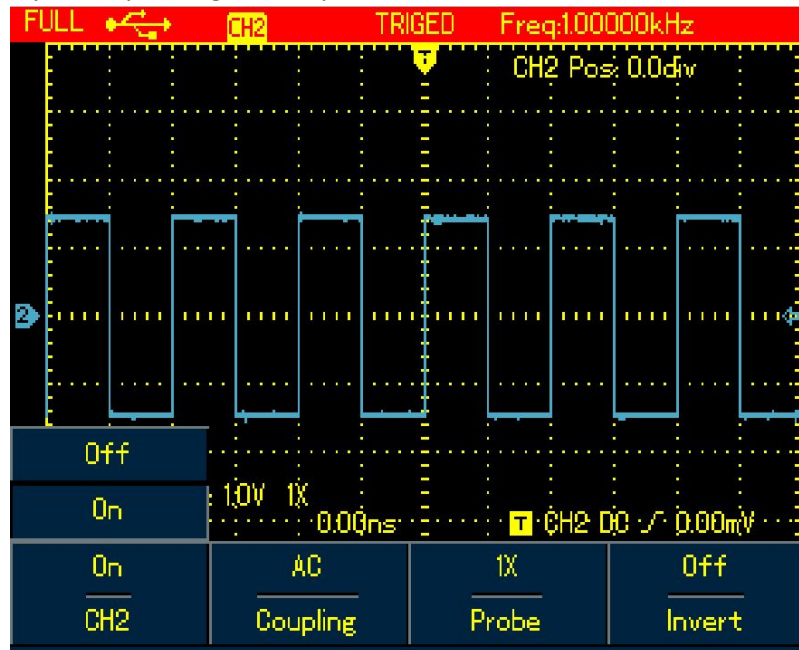 FULL CH2 TRIGED Freq:1.00000kHz
T
CH2 Pos: 0.0div
2
Off
On
: 1.0V 1X
0.00ns T CH2 DC 0.00mV
On AC 1X Off
CH2 Coupling Probe Invert